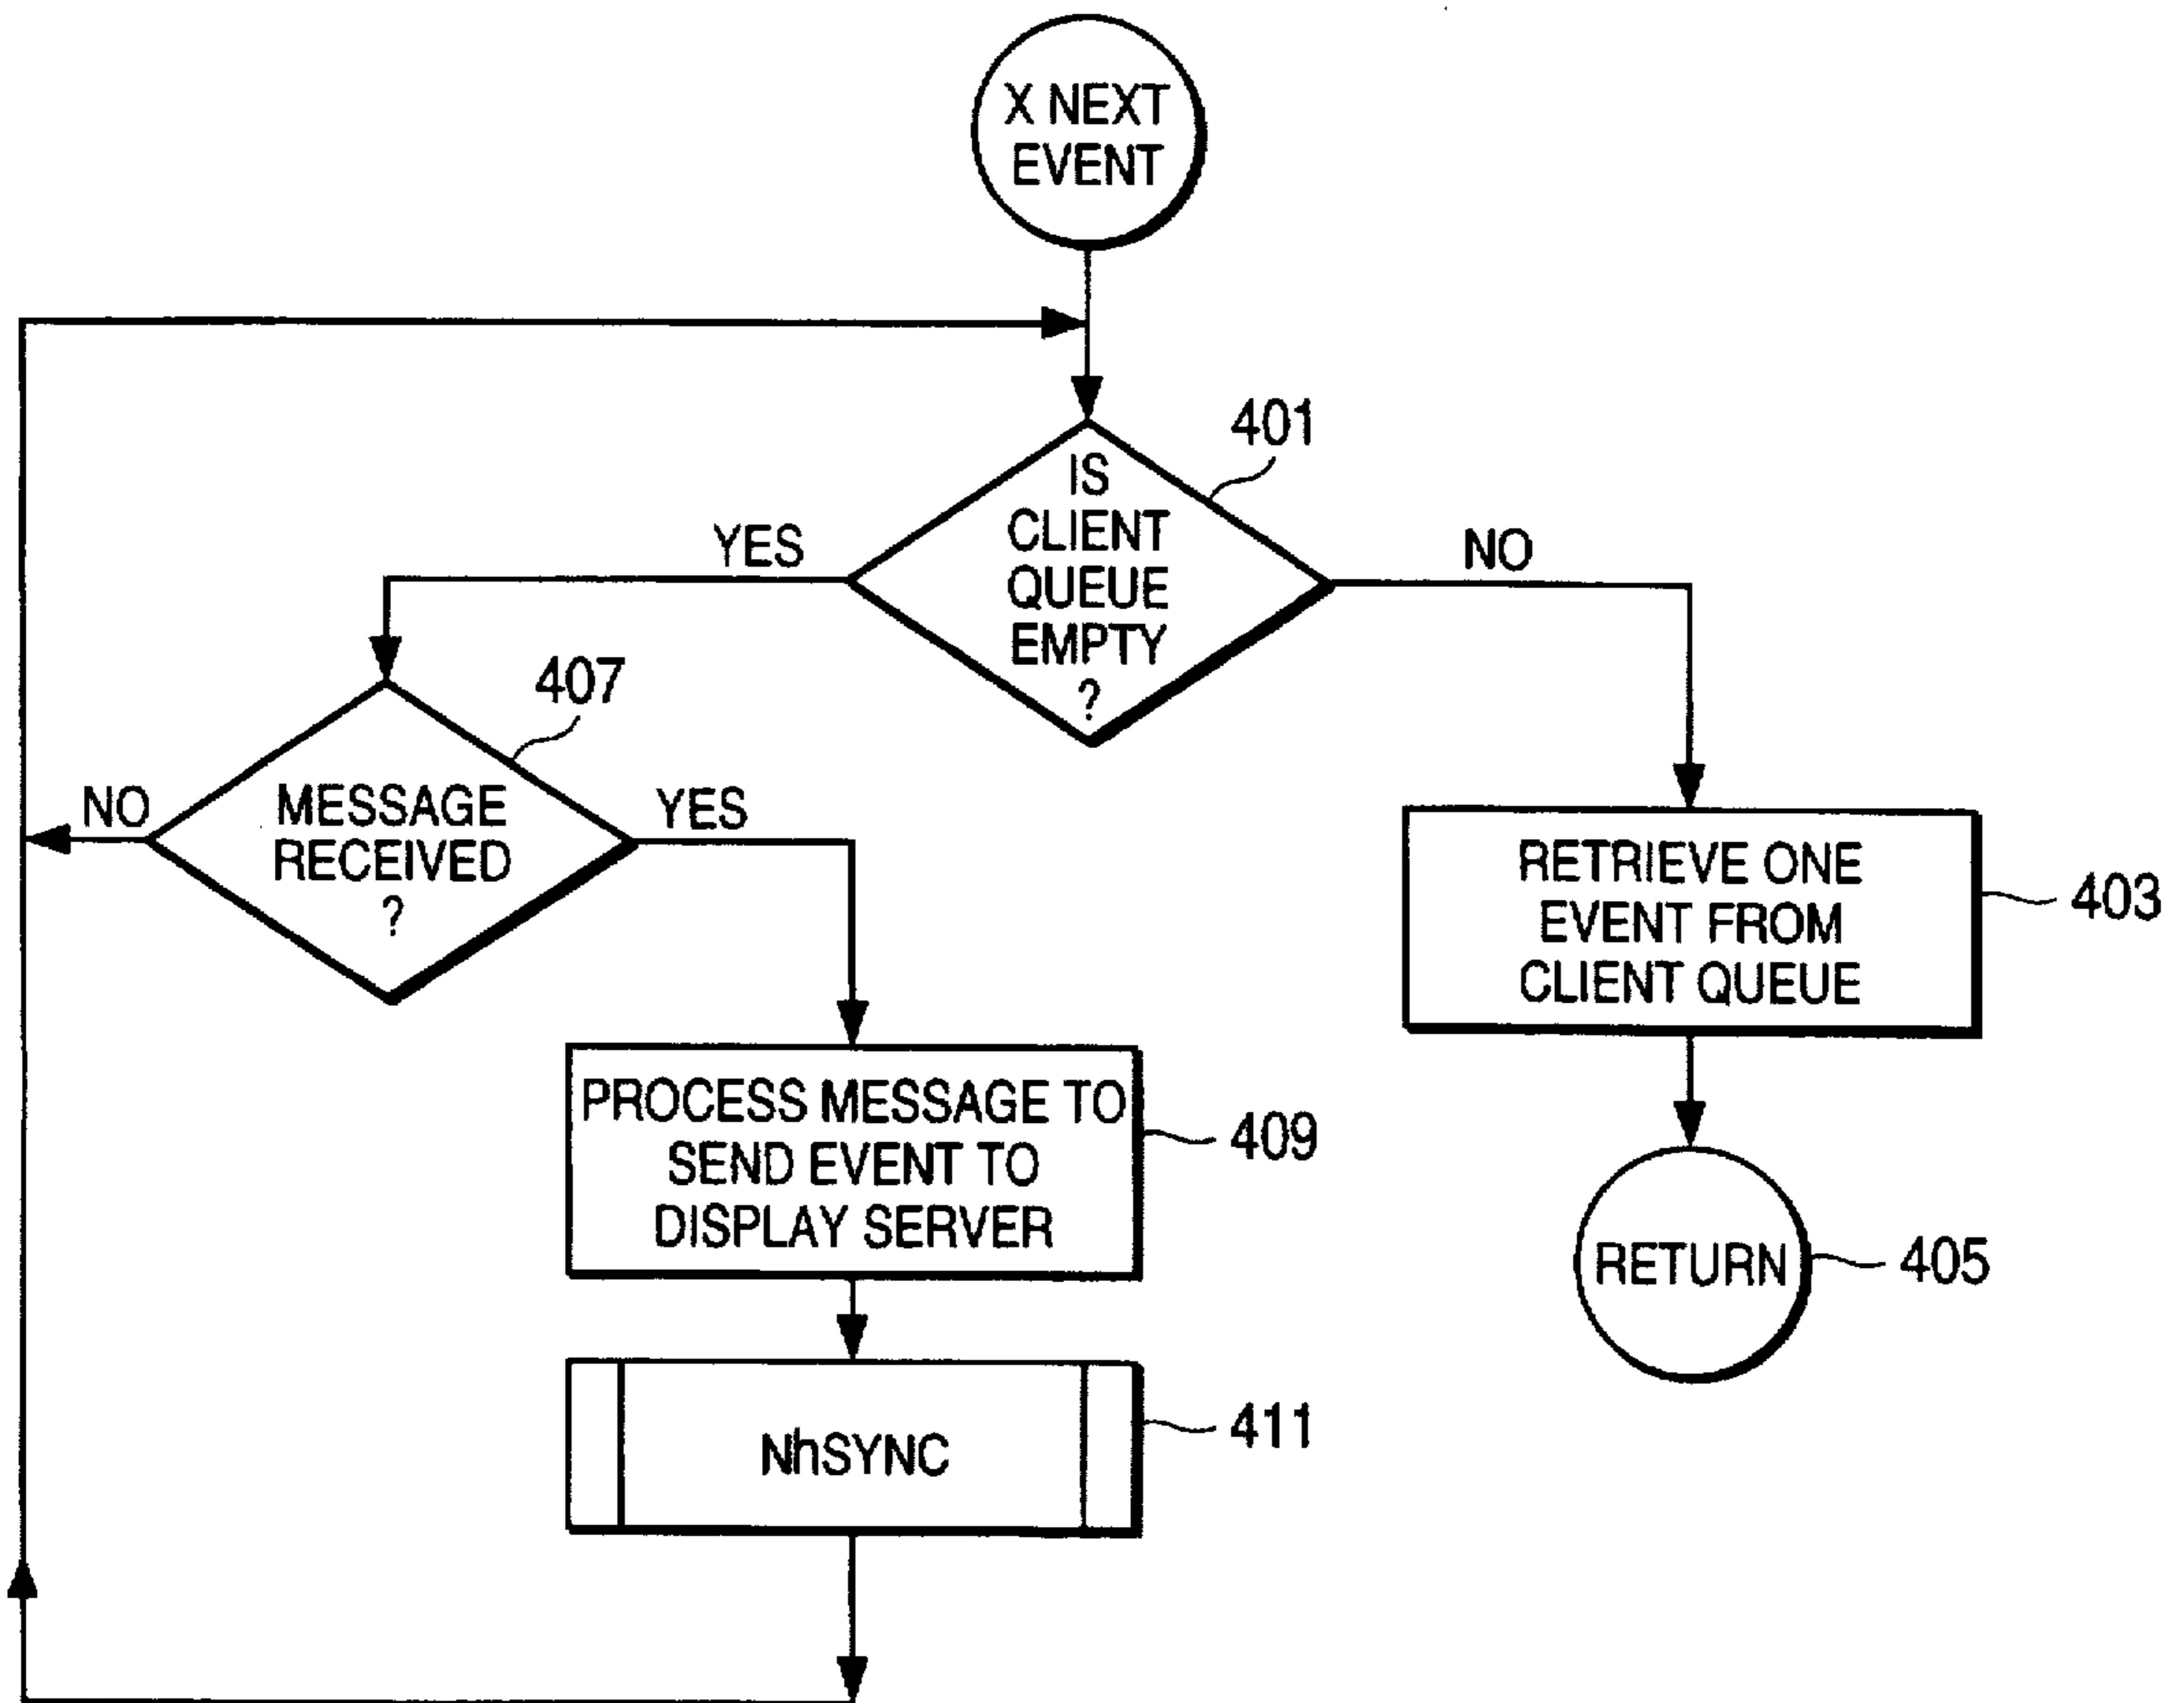 X NEXT
EVENT
401
IS
CLIENT
QUEUE
EMPTY
?
YES
NO
407
MESSAGE
RECEIVED
?
NO
YES
RETRIEVE ONE
EVENT FROM
CLIENT QUEUE
403
PROCESS MESSAGE TO
SEND EVENT TO
DISPLAY SERVER
409
RETURN
405
NhSYNC
411